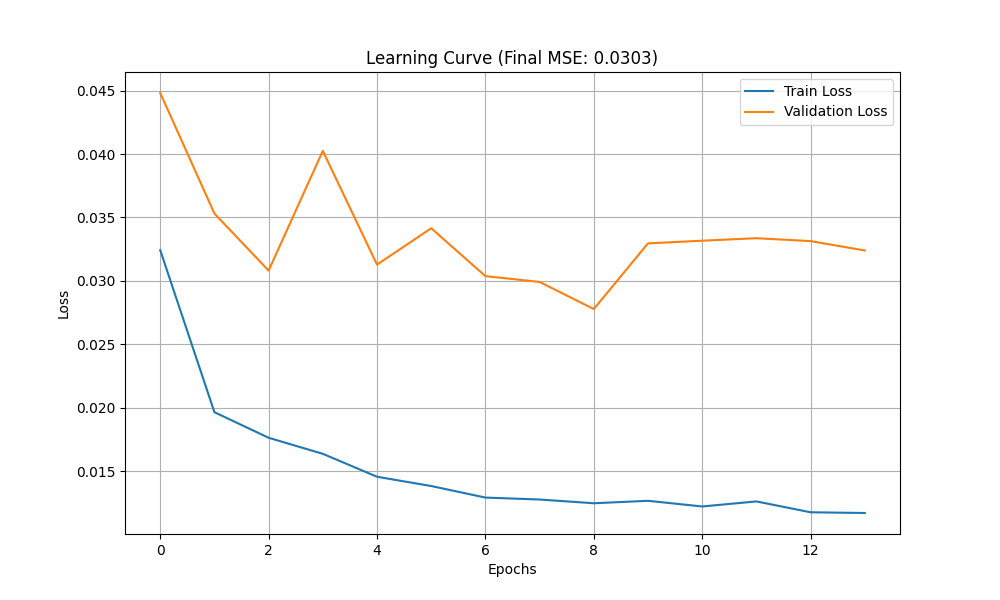 Learning Curve (Final MSE: 0.0303)
Train Loss
Validation Loss
0.045
0.040
0.035
0.030
0.025
0.020
0.015
Loss
0 2 4 6 8 10 12
Epochs